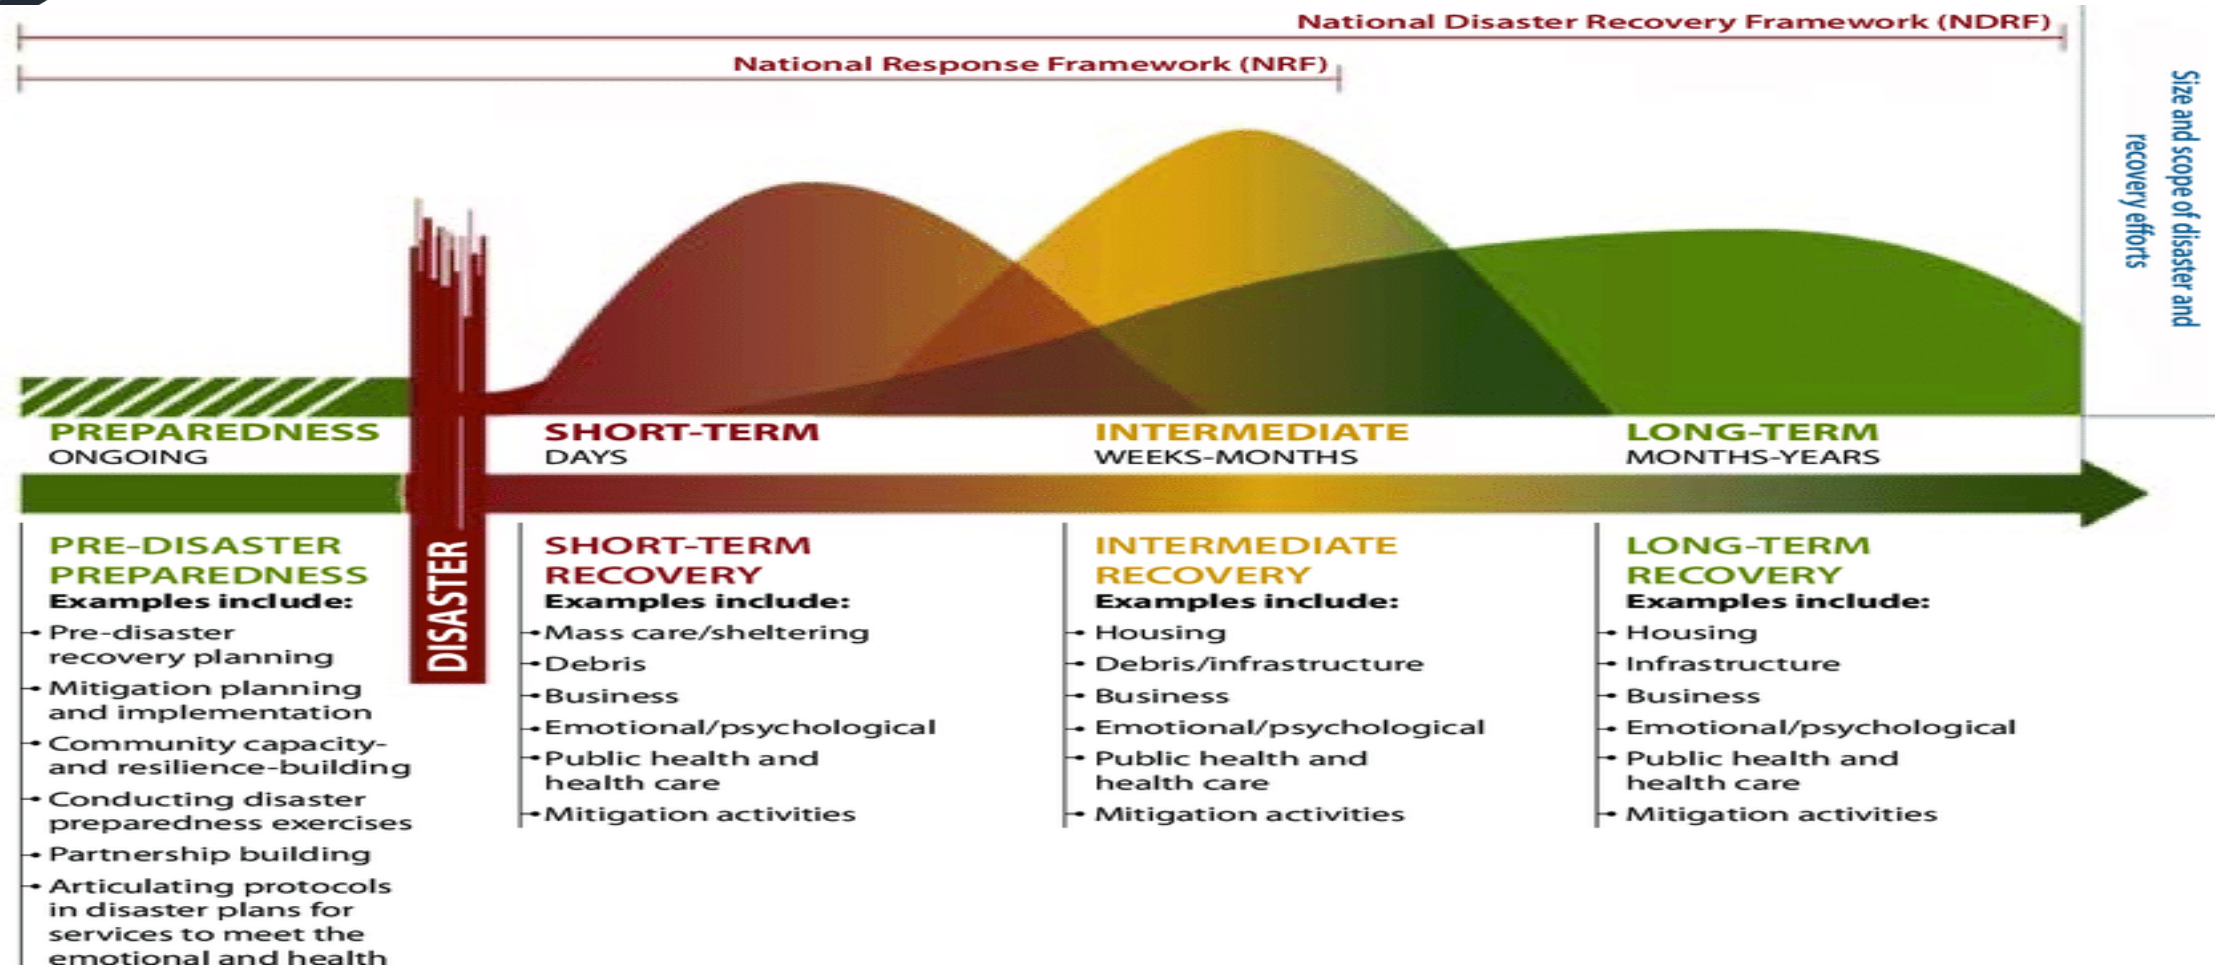 National Disaster Recovery Framework (NDRF)
National Response Framework (NRF)
Size and scope of disaster and
recovery efforts
PREPAREDNESS
ONGOING
SHORT-TERM
DAYS
INTERMEDIATE
WEEKS-MONTHS
LONG-TERM
MONTHS-YEARS
DISASTER
PRE-DISASTER
PREPAREDNESS
Examples include:
Pre-disaster
recovery planning
Mitigation planning
and implementation
Community capacity-
and resilience-building
Conducting disaster
preparedness exercises
Partnership building
Articulating protocols
in disaster plans for
services to meet the
emotional and health
SHORT-TERM
RECOVERY
Examples include:
Mass care/sheltering
Debris
Business
Emotional/psychological
Public health and
health care
Mitigation activities
INTERMEDIATE
RECOVERY
Examples include:
Housing
Debris/infrastructure
Business
Emotional/psychological
Public health and
health care
Mitigation activities
LONG-TERM
RECOVERY
Examples include:
Housing
Infrastructure
Business
Emotional/psychological
Public health and
health care
Mitigation activities